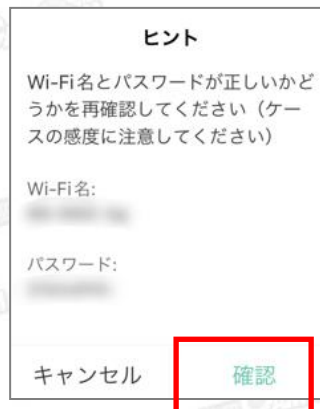 ヒント
Wi-Fi名とパスワードが正しいかど
うかを再確認してください（ケー
スの感度に注意してください）
Wi-Fi名:
パスワード:
キャンセル
確認